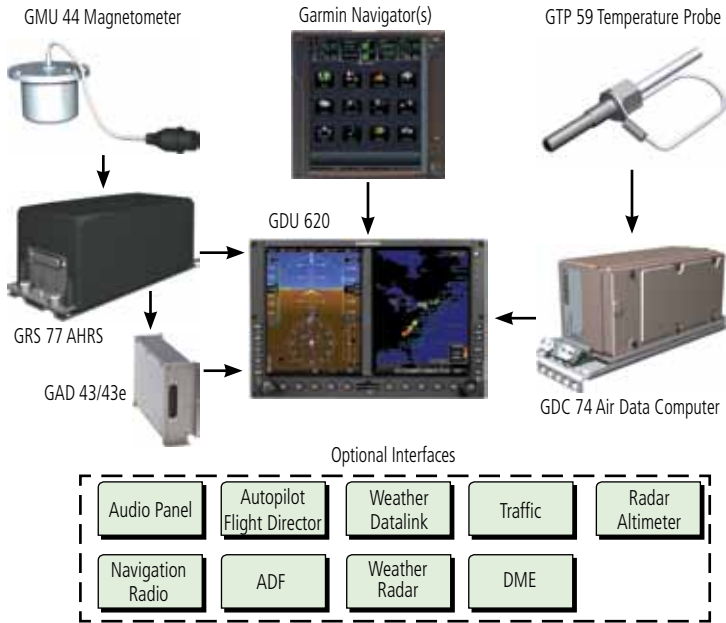 GMU 44 Magnetometer
Garmin Navigator(s)
GTP 59 Temperature Probe
GDU 620
GRS 77 AHRS
GAD 43/43e
GDC 74 Air Data Computer
Optional Interfaces
Audio Panel
Autopilot
Flight Director
Weather
Datalink
Traffic
Radar
Altimeter
Navigation
Radio
ADF
Weather
Radar
DME